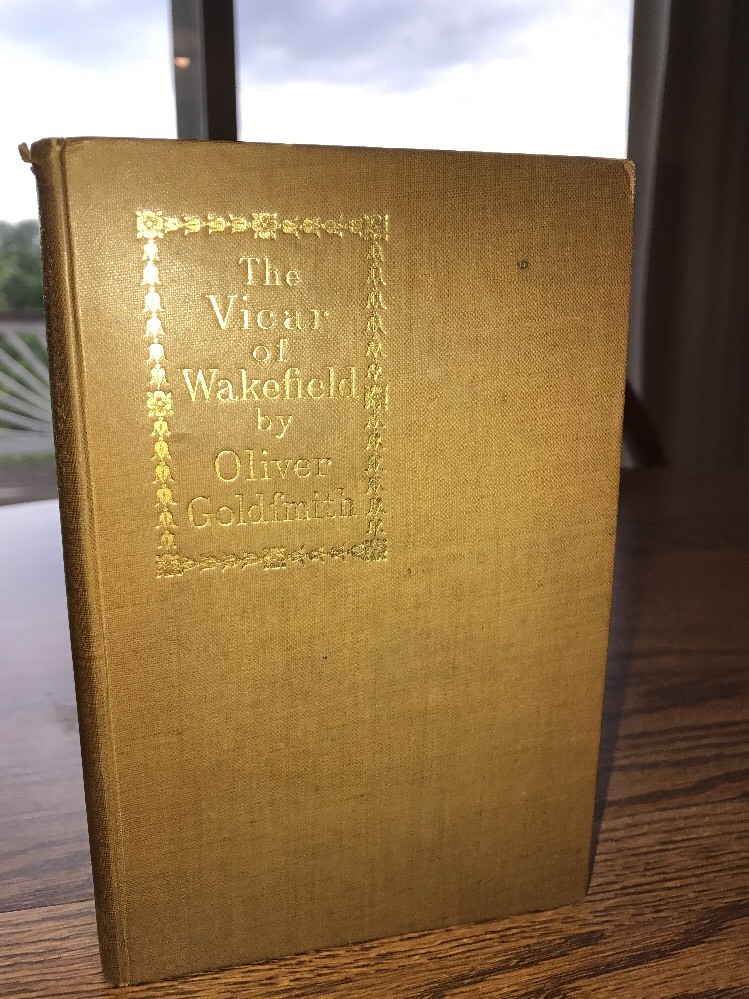 The
Vicar
of
Wakefield
by
Oliver
Goldſmith